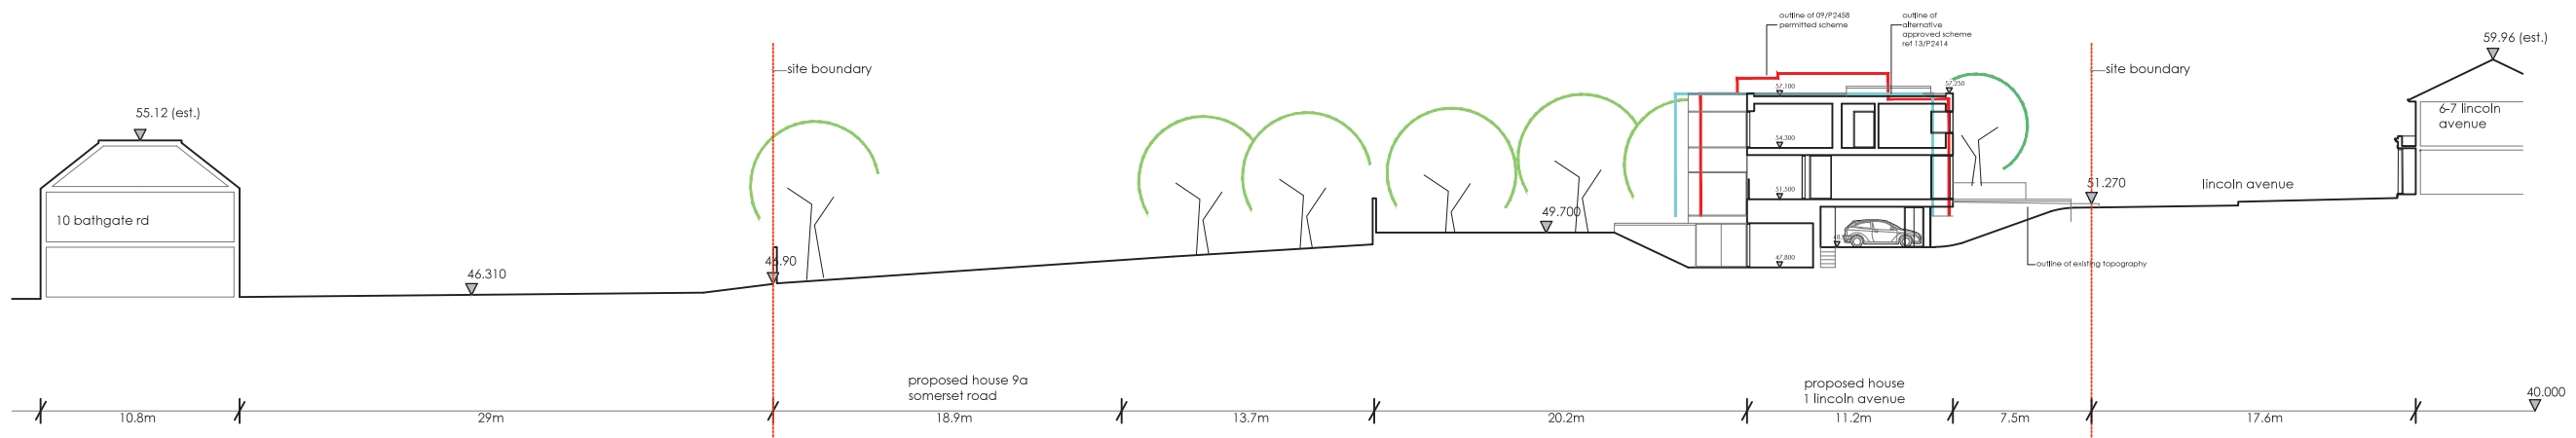 outline of 09/P2458
permitted scheme
outline of
alternative
approved scheme
ref 13/P2414
59.96 (est.)
site boundary
site boundary
55.12 (est.)
57.100
57.250
6-7 lincoln
avenue
54.300
10 bathgate rd
51.500
51.270
lincoln avenue
49.700
46.310
47.800
outline of existing topography
proposed house 9a
somerset road
proposed house
1 lincoln avenue
40.000
10.8m
29m
18.9m
13.7m
20.2m
11.2m
7.5m
17.6m